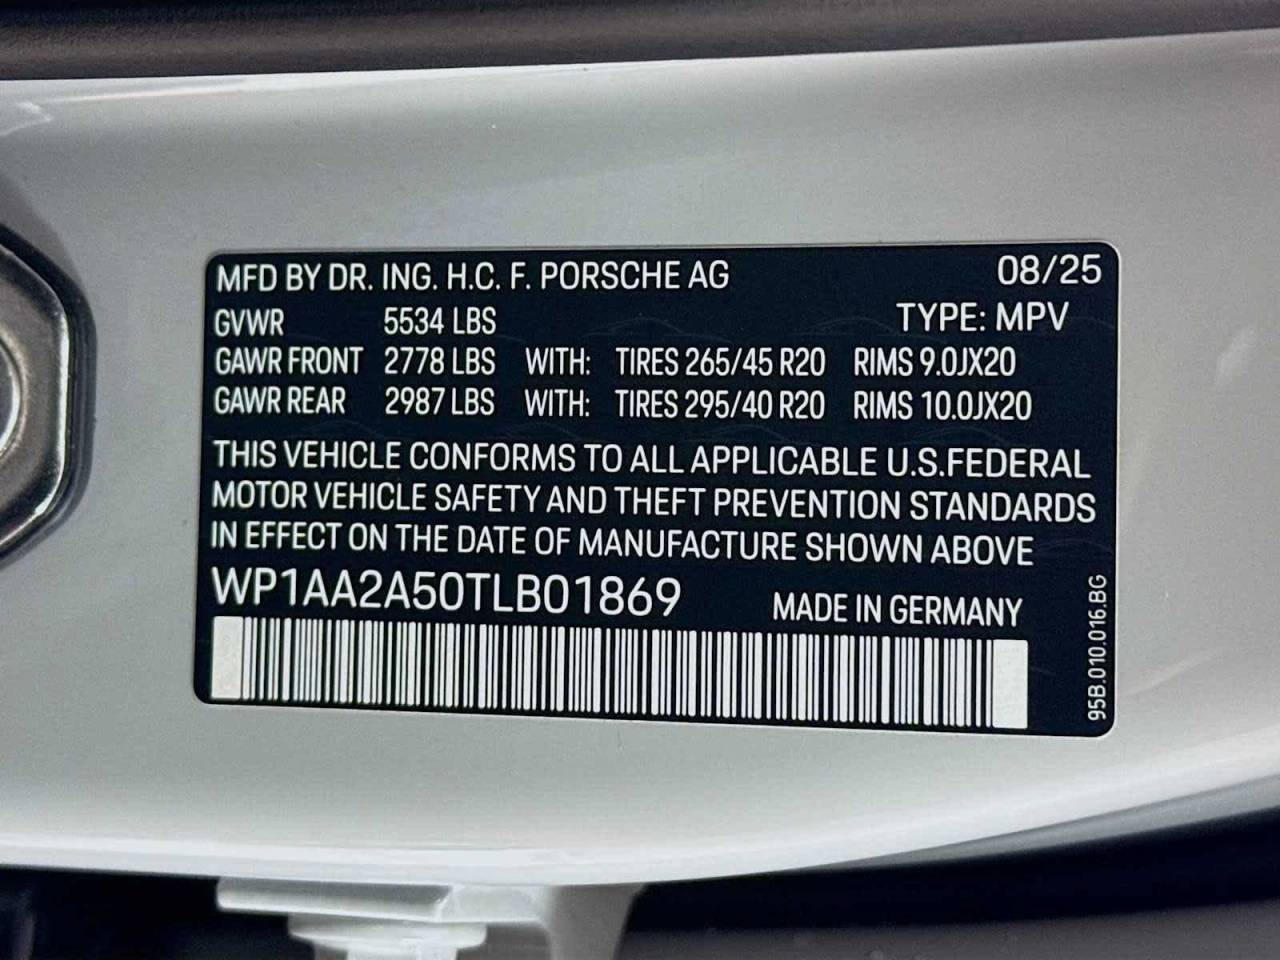 MFD BY DR. ING. H.C. F. PORSCHE AG 08/25
GVWR 5534 LBS TYPE: MPV
GAWR FRONT 2778 LBS WITH: TIRES 265/45 R20 RIMS 9.0JX20
GAWR REAR 2987 LBS WITH: TIRES 295/40 R20 RIMS 10.0JX20
THIS VEHICLE CONFORMS TO ALL APPLICABLE U.S.FEDERAL
MOTOR VEHICLE SAFETY AND THEFT PREVENTION STANDARDS
IN EFFECT ON THE DATE OF MANUFACTURE SHOWN ABOVE
WP1AA2A50TLB01869 MADE IN GERMANY
95B.010.016.BG